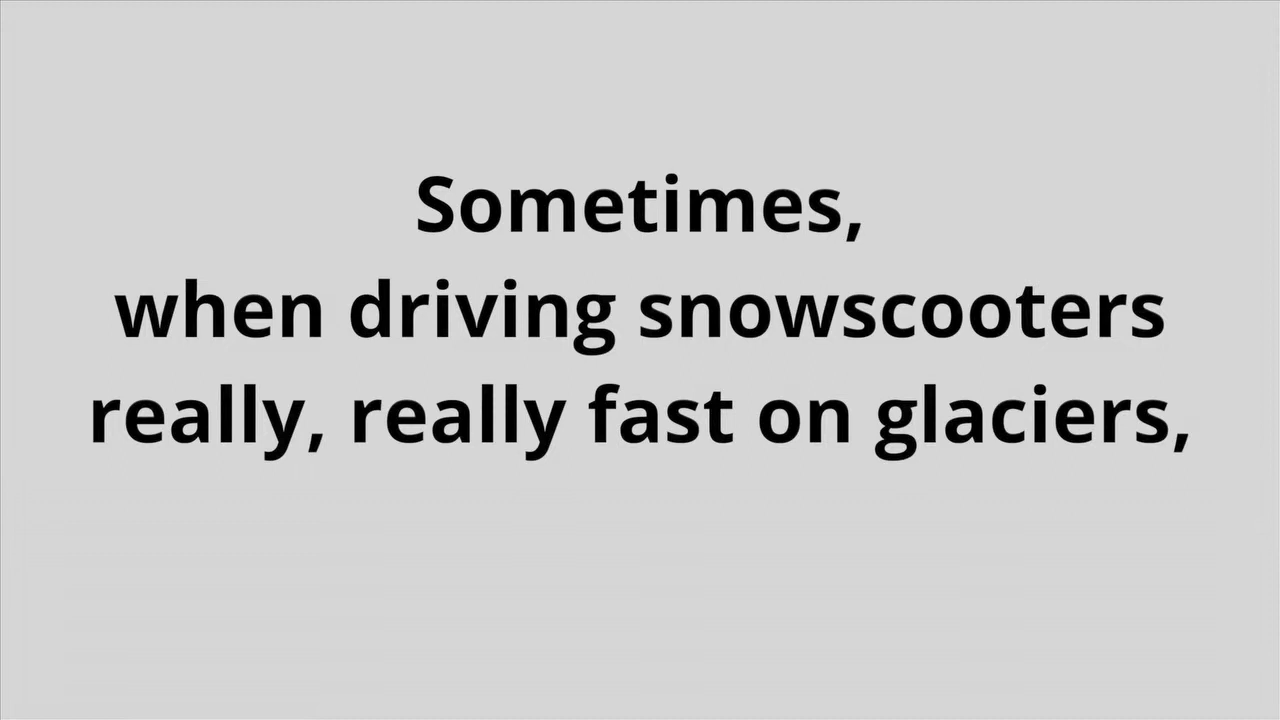 Sometimes,
when driving snowscooters
really, really fast on glaciers,